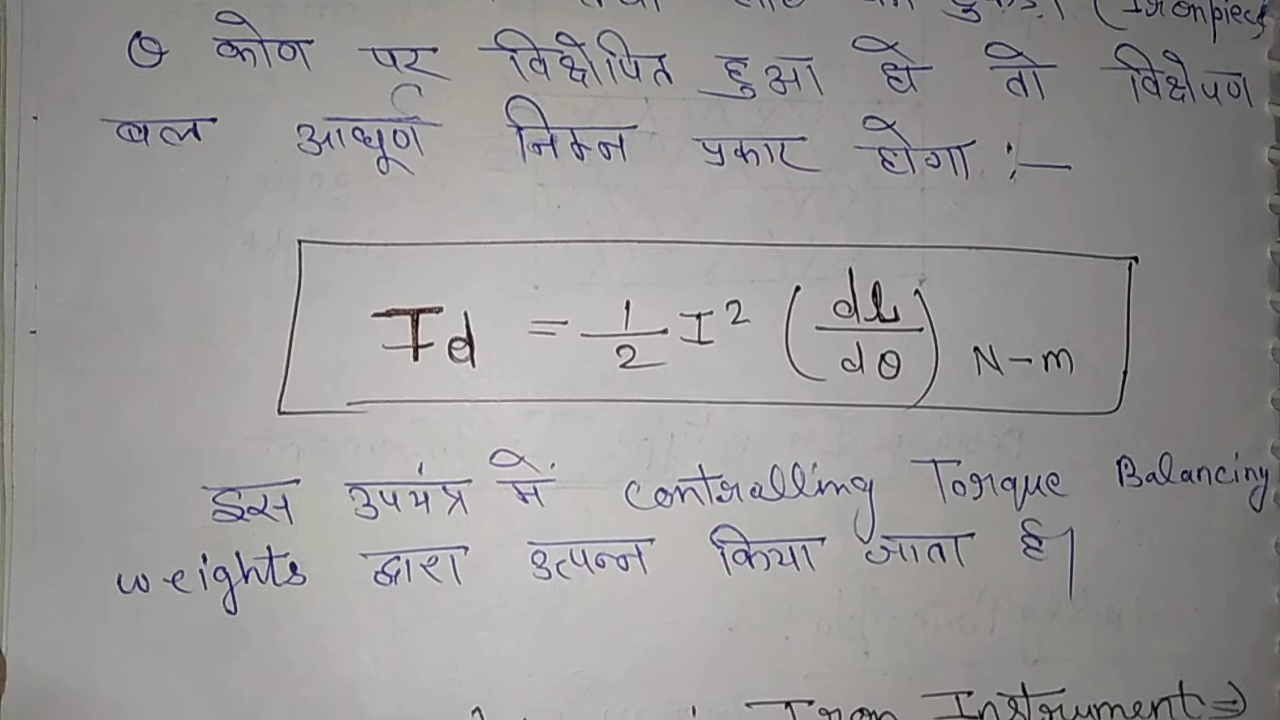 (Ironpiece
θ कोण पर विक्षेपित हुआ हो तो विक्षेपण
बल आघूर्ण निम्न प्रकार होगा :—
Td = 1/2 I² (dL/dθ) N-m
इस उपयंत्र में Controlling Torque Balancing
weights द्वारा उत्पन्न किया जाता है।
Iron Instrument ⇒